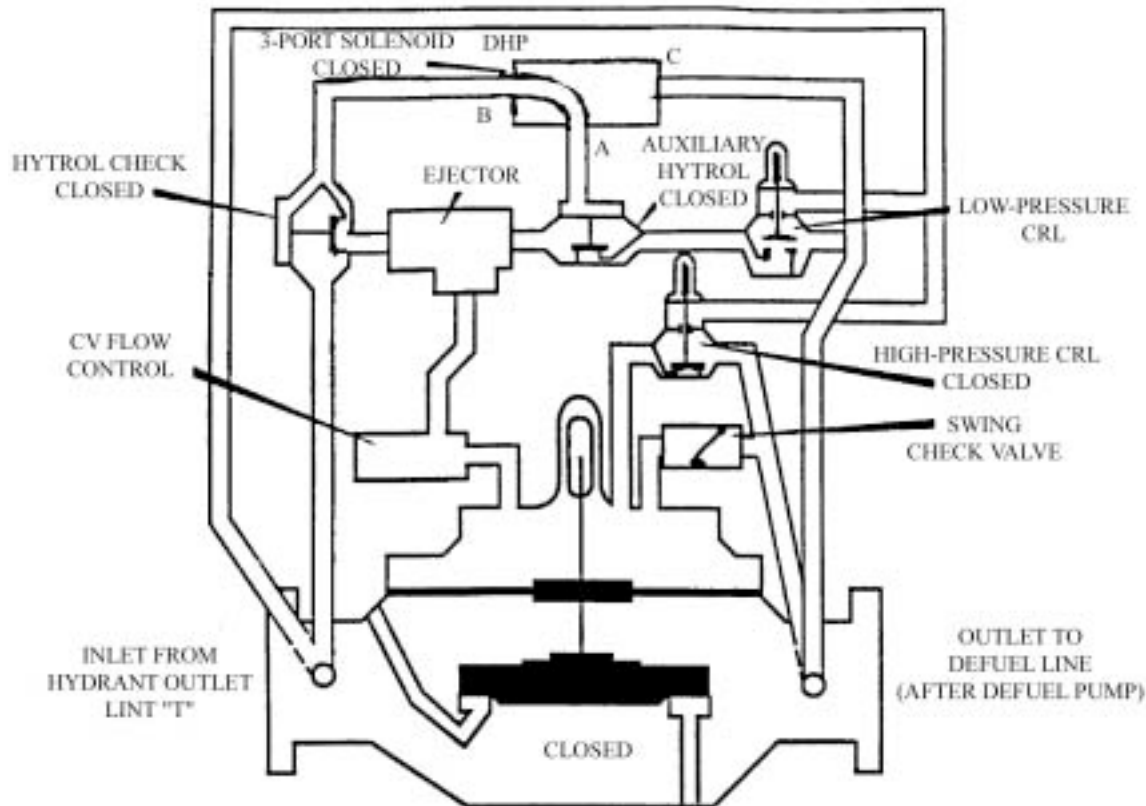 3-PORT SOLENOID
CLOSED
DHP
C
B
A
HYTROL CHECK
CLOSED
EJECTOR
AUXILIARY
HYTROL
CLOSED
LOW-PRESSURE
CRL
CV FLOW
CONTROL
HIGH-PRESSURE CRL
CLOSED
SWING
CHECK VALVE
INLET FROM
HYDRANT OUTLET
LINT "T"
OUTLET TO
DEFUEL LINE
(AFTER DEFUEL PUMP)
CLOSED